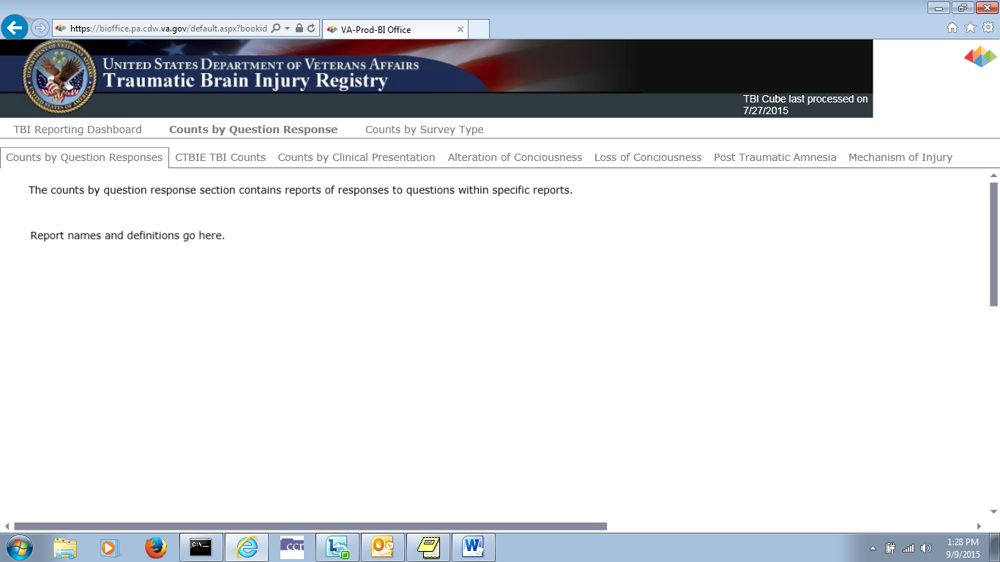 https://bioffice.pa.cdw.va.gov/default.aspx?bookid
VA-Prod-BI Office
UNITED STATES DEPARTMENT OF VETERANS AFFAIRS
Traumatic Brain Injury Registry
TBI Cube last processed on
7/27/2015
TBI Reporting Dashboard Counts by Question Response Counts by Survey Type
Counts by Question Responses CTBIE TBI Counts Counts by Clinical Presentation Alteration of Conciousness Loss of Conciousness Post Traumatic Amnesia Mechanism of Injury
The counts by question response section contains reports of responses to questions within specific reports.
Report names and definitions go here.
1:28 PM
9/9/2015